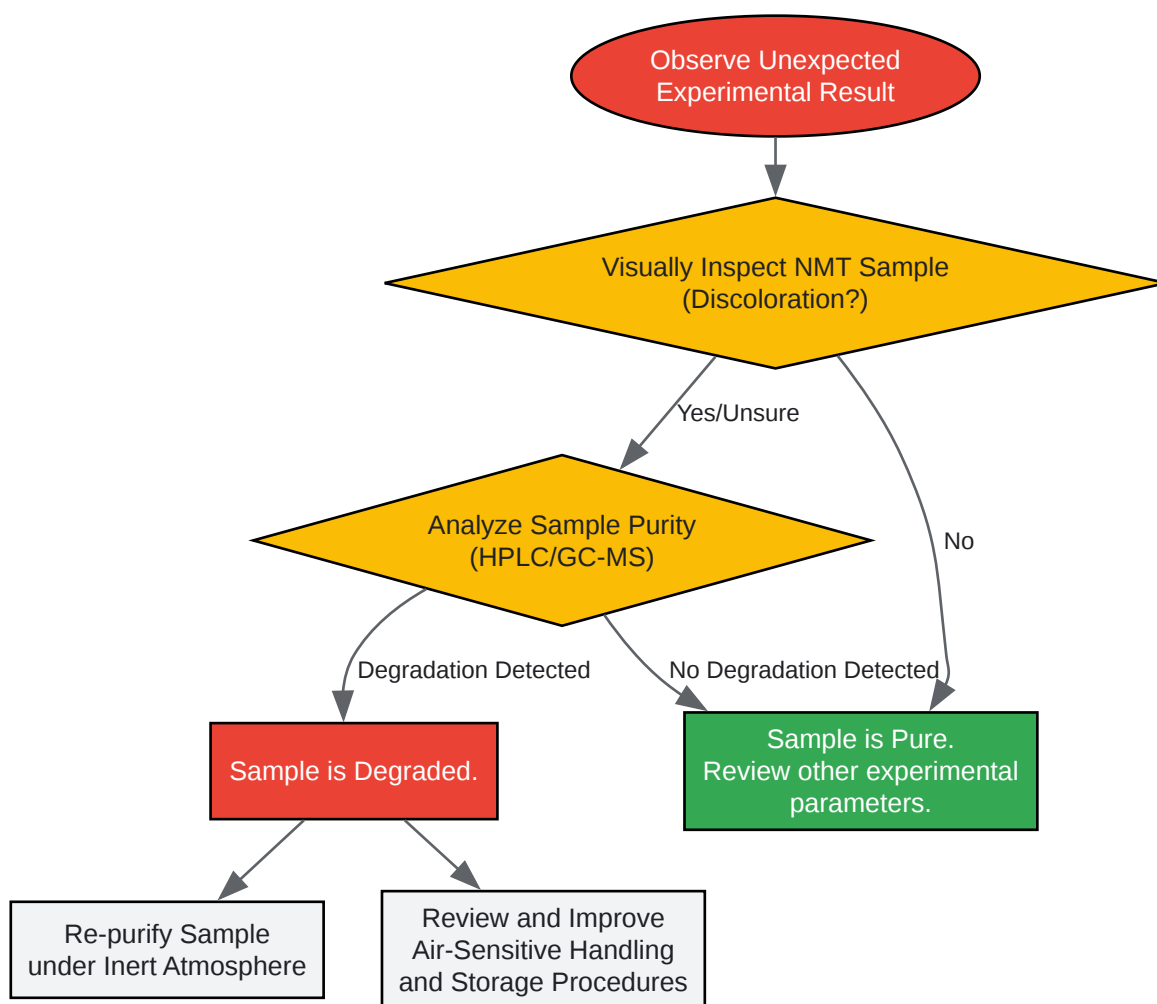 Observe Unexpected
Experimental Result
Visually Inspect NMT Sample
(Discoloration?)
Yes/Unsure
No
Analyze Sample Purity
(HPLC/GC-MS)
Degradation Detected
No Degradation Detected
Sample is Degraded.
Sample is Pure.
Review other experimental
parameters.
Re-purify Sample
under Inert Atmosphere
Review and Improve
Air-Sensitive Handling
and Storage Procedures